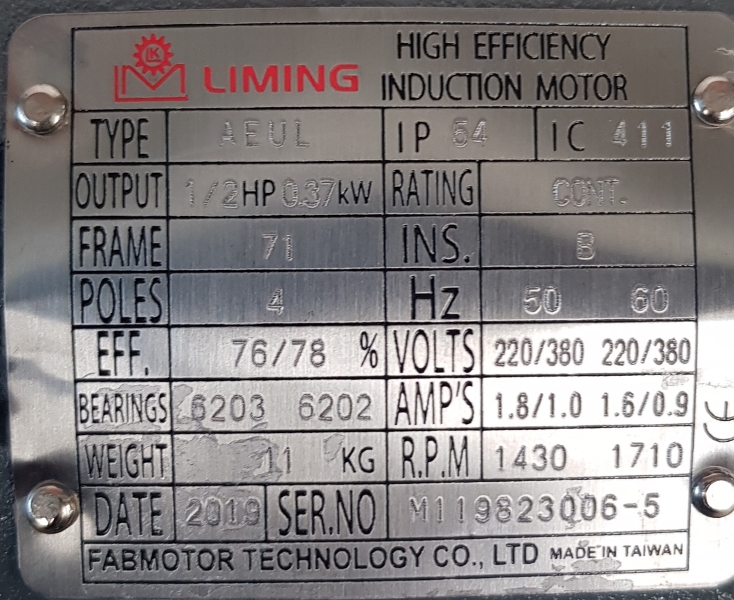 LK
LIMING HIGH EFFICIENCY
INDUCTION MOTOR
TYPE AEUL IP 54 IC 411
OUTPUT 1/2HP 0.37kW RATING CONT.
FRAME 71 INS. B
POLES 4 Hz 50 60
EFF. 76/78 % VOLTS 220/380 220/380
BEARINGS 6203 6202 AMP'S 1.8/1.0 1.6/0.9
WEIGHT 11 KG R.P.M 1430 1710
DATE 2019 SER.NO M119823006-5
FABMOTOR TECHNOLOGY CO., LTD MADE IN TAIWAN
CE